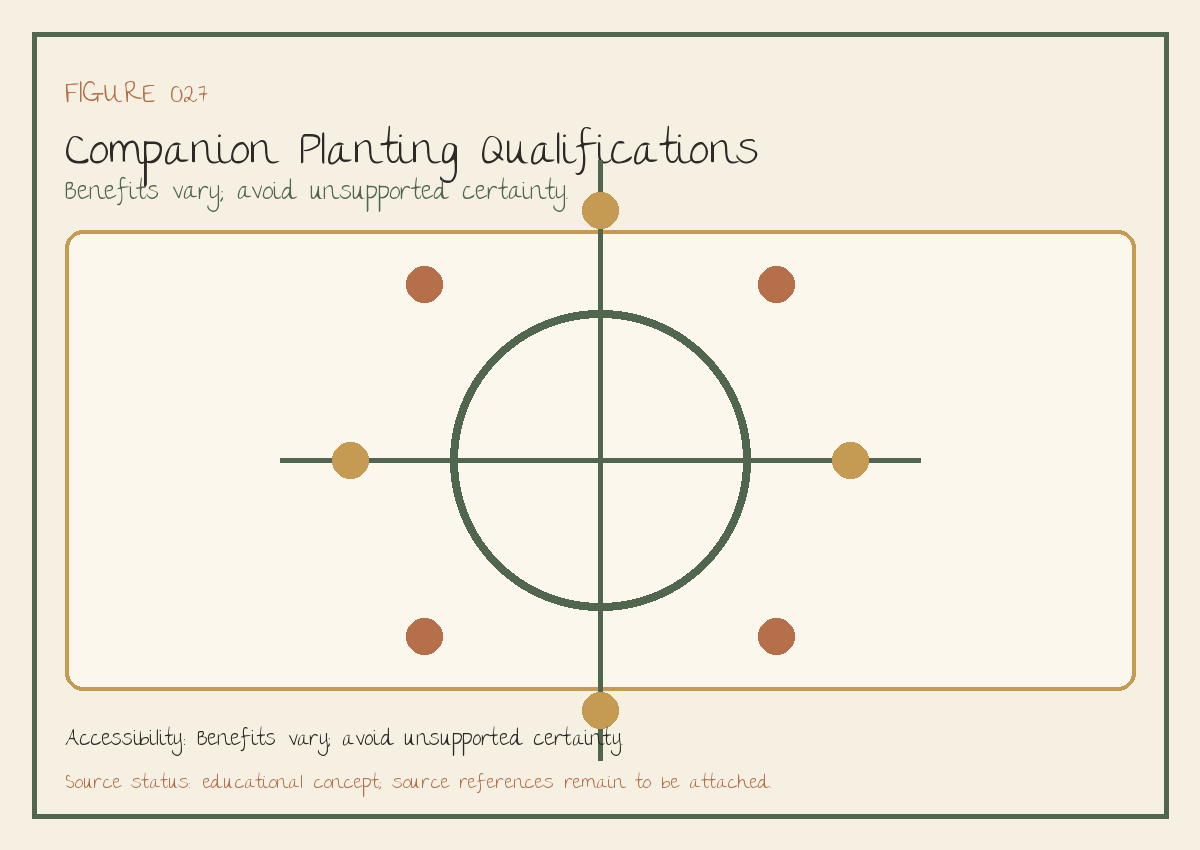 FIGURE 027
Companion Planting Qualifications
Benefits vary; avoid unsupported certainty.
Accessibility: Benefits vary; avoid unsupported certainty.
Source status: educational concept; source references remain to be attached.